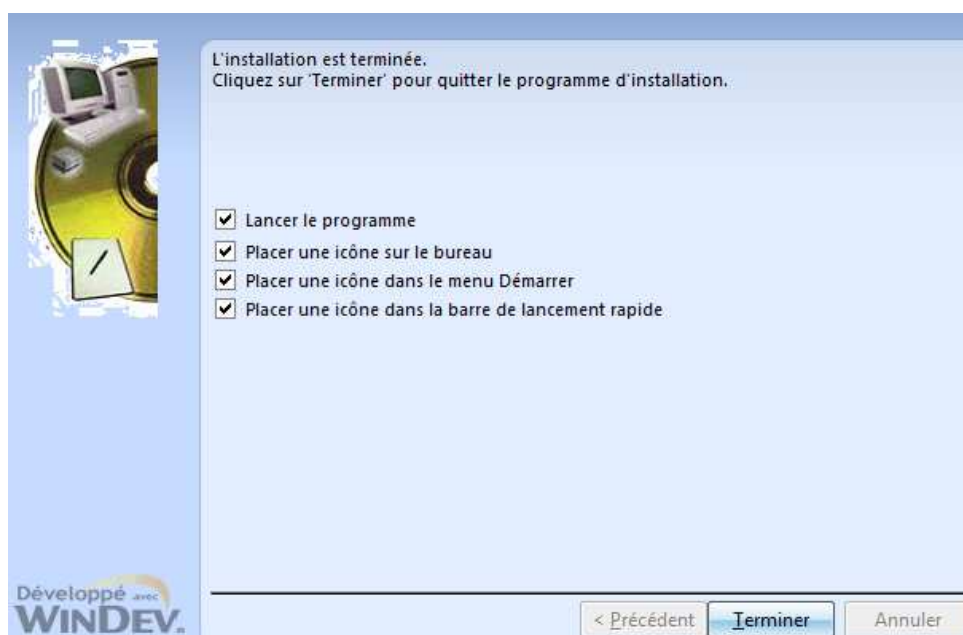 L'installation est terminée.
Cliquez sur 'Terminer' pour quitter le programme d'installation.
Lancer le programme
Placer une icône sur le bureau
Placer une icône dans le menu Démarrer
Placer une icône dans la barre de lancement rapide
Développé avec
WINDEV.
< Précédent
Terminer
Annuler